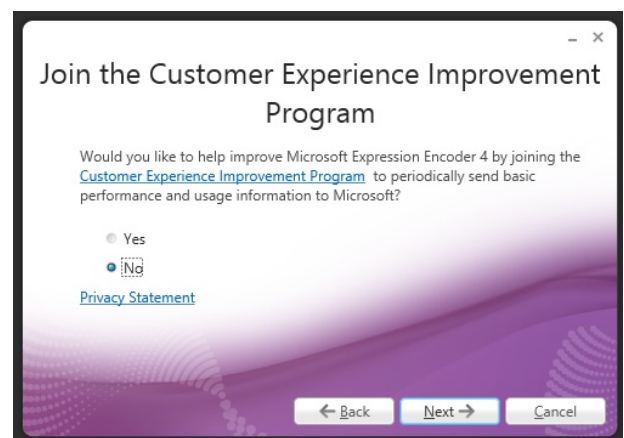 Join the Customer Experience Improvement
Program
Would you like to help improve Microsoft Expression Encoder 4 by joining the
Customer Experience Improvement Program to periodically send basic
performance and usage information to Microsoft?
Yes
No
Privacy Statement
Back
Next
Cancel